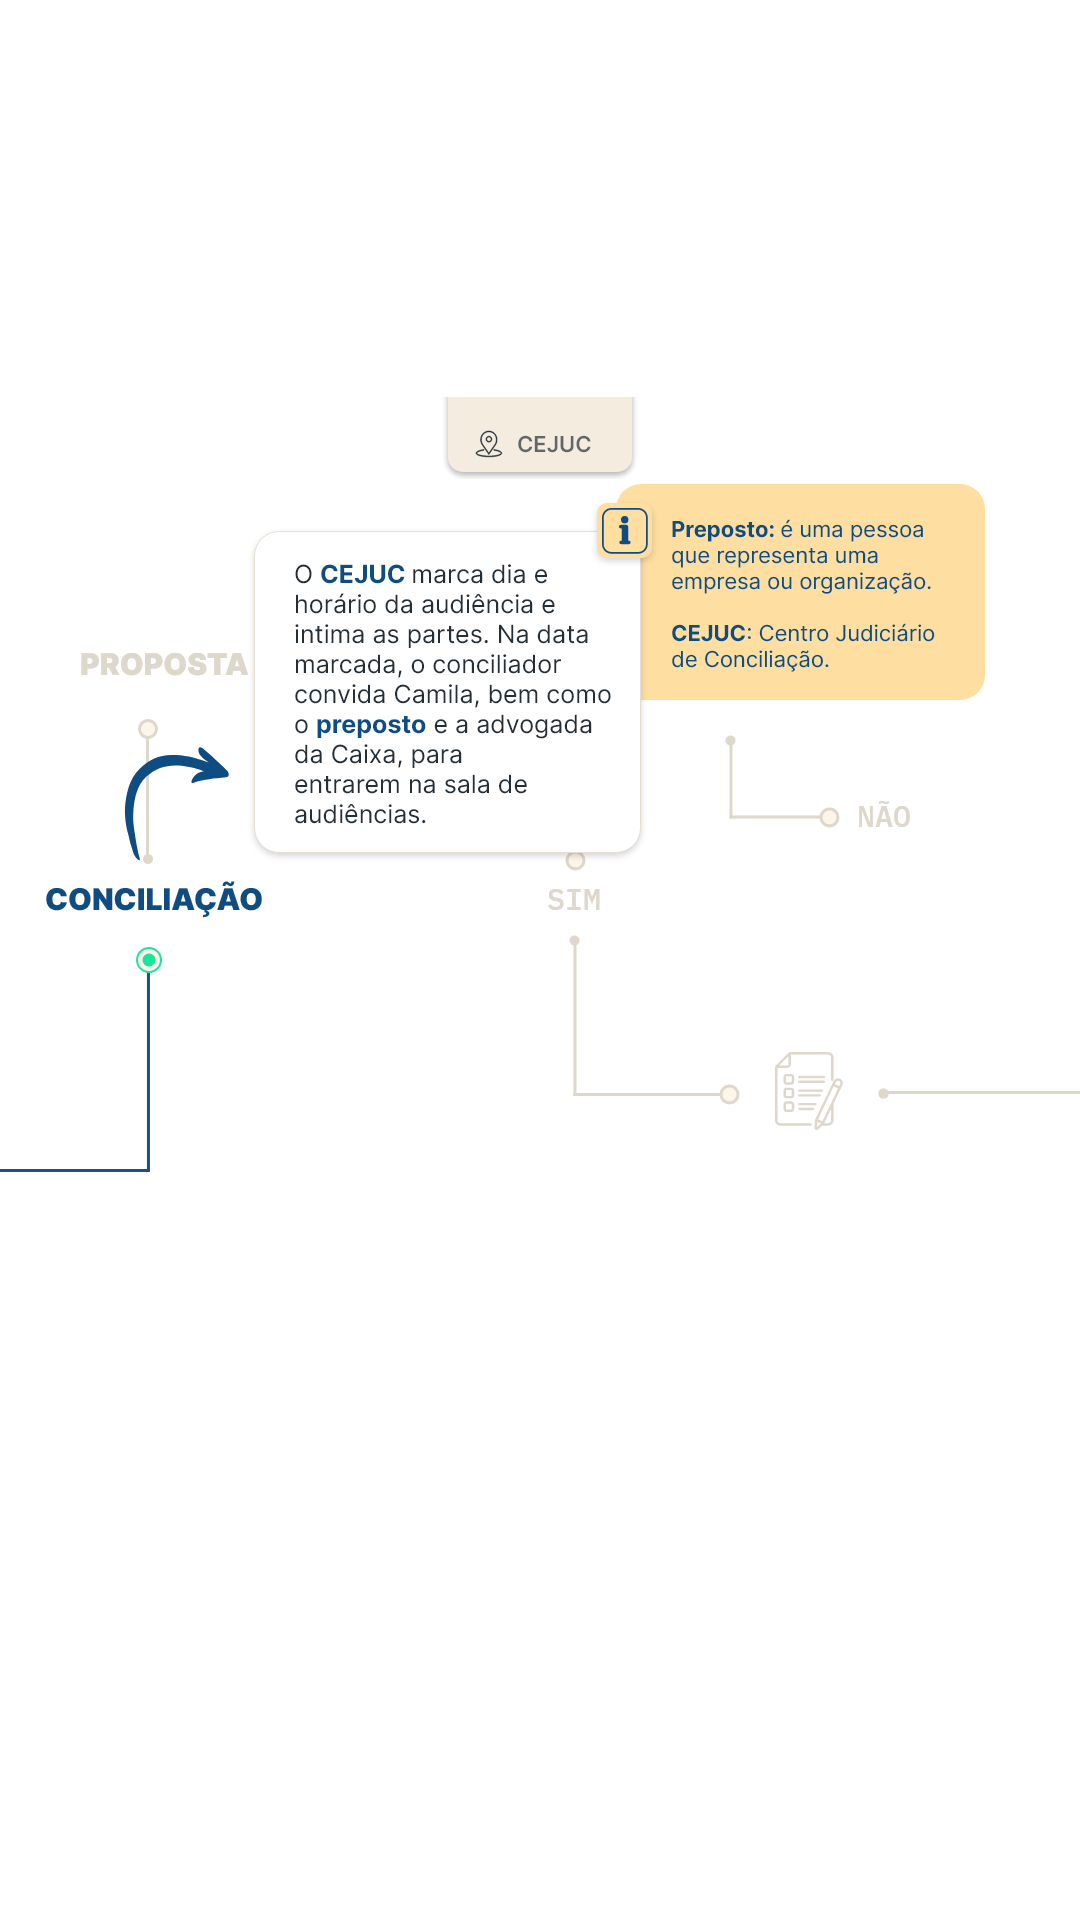 CEJUC
Preposto: é uma pessoa
que representa uma
empresa ou organização.
CEJUC: Centro Judiciário
de Conciliação.
O CEJUC marca dia e
horário da audiência e
intima as partes. Na data
marcada, o conciliador
convida Camila, bem como
o preposto e a advogada
da Caixa, para
entrarem na sala de
audiências.
PROPOSTA
CONCILIAÇÃO
NÃO
SIM